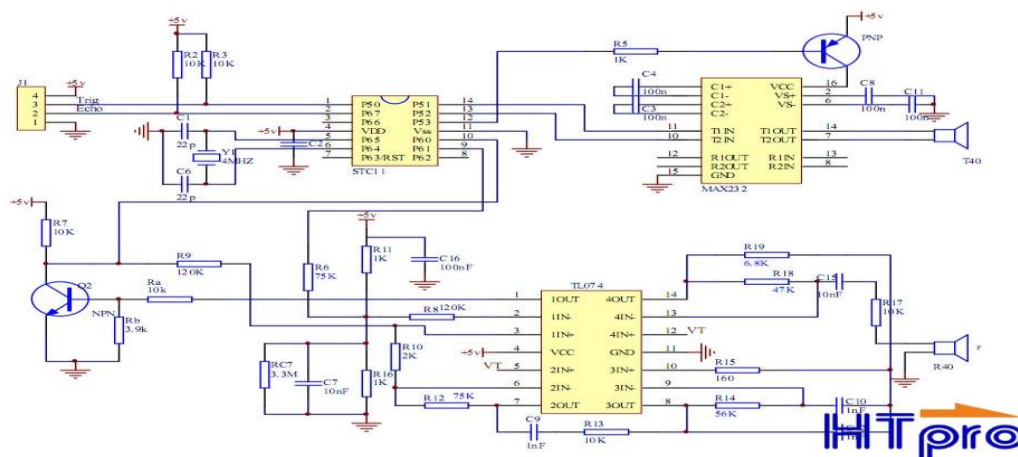 +5v
R2
10K
R3
10K
J1
+5v
4
3
2
1
Trig
Echo
C1
22p
Y1
4MHZ
C6
22p
+5v
C2
1
2
3
4
5
6
7
P50
P67
P66
VDD
P65
P64
P63/RST
P51
P52
P53
Vss
P60
P61
P62
14
13
12
11
10
9
8
STC11
R5
1K
+5v
PNP
C4
100n
C3
100n
C1+
C1-
C2+
C2-
T1IN
T2IN
R1OUT
R2OUT
GND
VCC
VS+
VS-
T1OUT
T2OUT
R1IN
R2IN
11
10
12
9
15
16
2
6
14
7
13
8
MAX232
C8
100n
C11
100n
T40
+5v
R7
10K
R9
120K
Q2
NPN
Ra
10k
Rb
3.9k
R6
75K
+5v
R11
1K
C16
100nF
R8
120K
RC7
3.3M
C7
10nF
R16
1K
R10
2K
R12
75K
C9
1nF
R13
10K
TL074
1
2
3
4
5
6
7
1OUT
1IN-
1IN+
VCC
2IN+
2IN-
2OUT
4OUT
4IN-
4IN+
GND
3IN+
3IN-
3OUT
14
13
12
11
10
9
8
+5v
VT
VT
R19
6.8K
R18
47K
C15
10nF
R17
10K
r
R40
R15
160
R14
56K
C10
1nF
HTpro